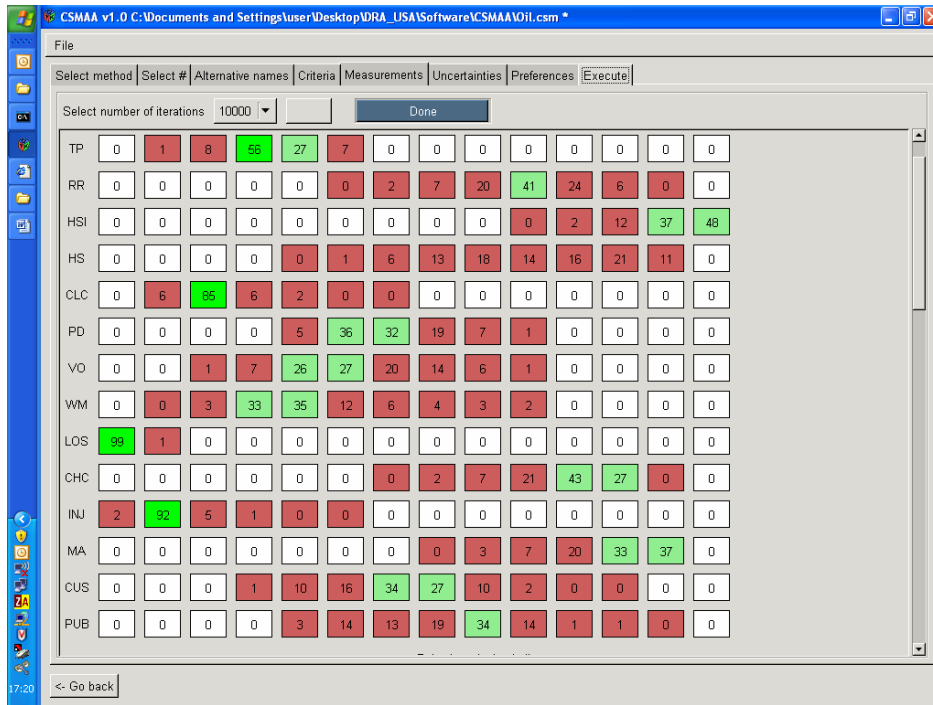 CSMAA v1.0 C:\Documents and Settings\user\Desktop\DRA_USA\Software\CSMAA\Oil.csm *
File
Select method Select # Alternative names Criteria Measurements Uncertainties Preferences Execute
Select number of iterations 10000 Done
TP 0 1 8 56 27 7 0 0 0 0 0 0 0 0
RR 0 0 0 0 0 0 2 7 20 41 24 6 0 0
HSI 0 0 0 0 0 0 0 0 0 0 2 12 37 48
HS 0 0 0 0 0 1 6 13 18 14 16 21 11 0
CLC 0 6 85 6 2 0 0 0 0 0 0 0 0 0
PD 0 0 0 0 5 36 32 19 7 1 0 0 0 0
VO 0 0 1 7 26 27 20 14 6 1 0 0 0 0
WM 0 0 3 33 35 12 6 4 3 2 0 0 0 0
LOS 99 1 0 0 0 0 0 0 0 0 0 0 0 0
CHC 0 0 0 0 0 0 0 2 7 21 43 27 0 0
INJ 2 92 5 1 0 0 0 0 0 0 0 0 0 0
MA 0 0 0 0 0 0 0 0 3 7 20 33 37 0
CUS 0 0 0 1 10 16 34 27 10 2 0 0 0 0
PUB 0 0 0 0 3 14 13 19 34 14 1 1 0 0
<- Go back
ZA
17:20